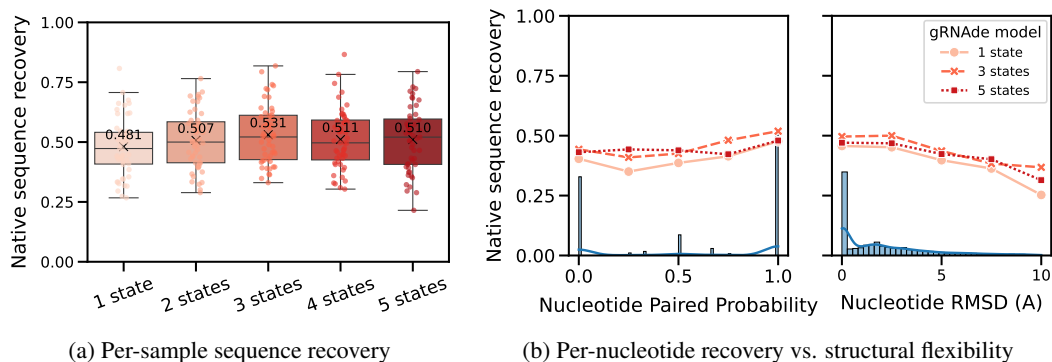 Native sequence recovery
1.00
0.75
0.50
0.25
0.00
0.481
0.507
0.531
0.511
0.510
1 state
2 states
3 states
4 states
5 states
(a) Per-sample sequence recovery
Native sequence recovery
1.00
0.75
0.50
0.25
0.00
0.0
0.5
1.0
Nucleotide Paired Probability
gRNAde model
1 state
3 states
5 states
0
5
10
Nucleotide RMSD (A)
(b) Per-nucleotide recovery vs. structural flexibility